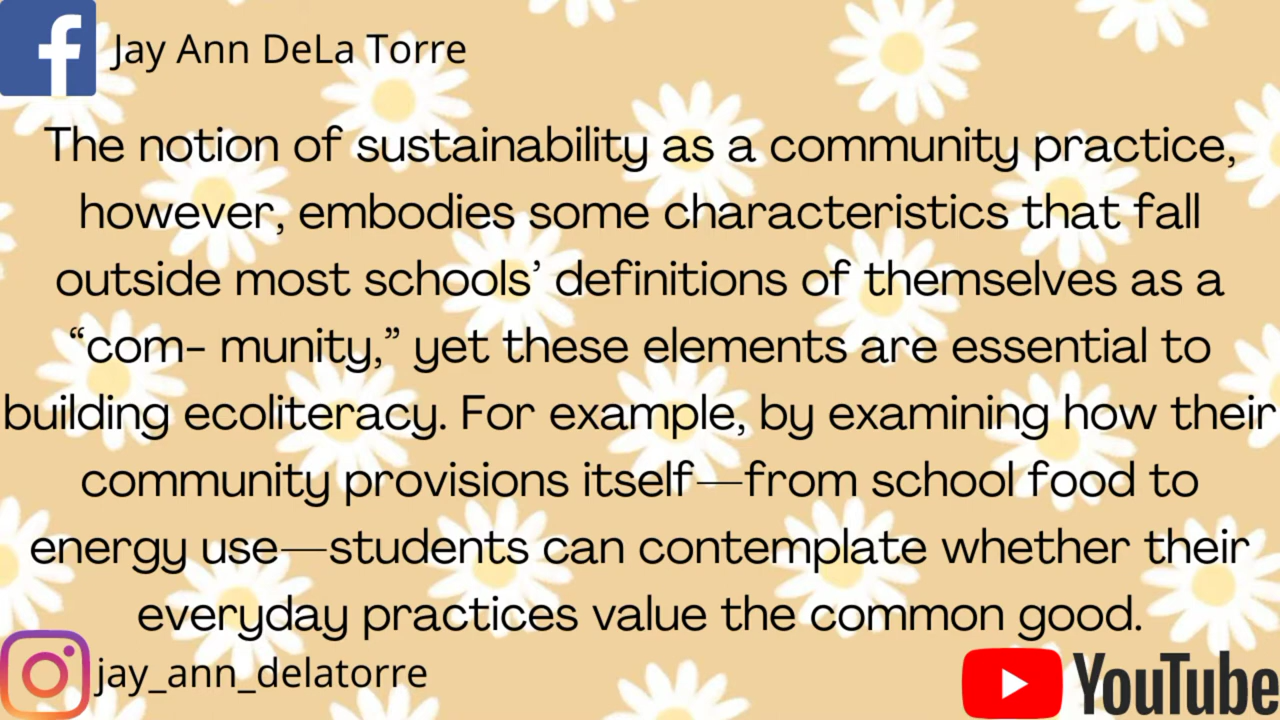 Jay Ann DeLa Torre
The notion of sustainability as a community practice,
however, embodies some characteristics that fall
outside most schools’ definitions of themselves as a
“com- munity,” yet these elements are essential to
building ecoliteracy. For example, by examining how their
community provisions itself—from school food to
energy use—students can contemplate whether their
everyday practices value the common good.
jay_ann_delatorre
YouTube